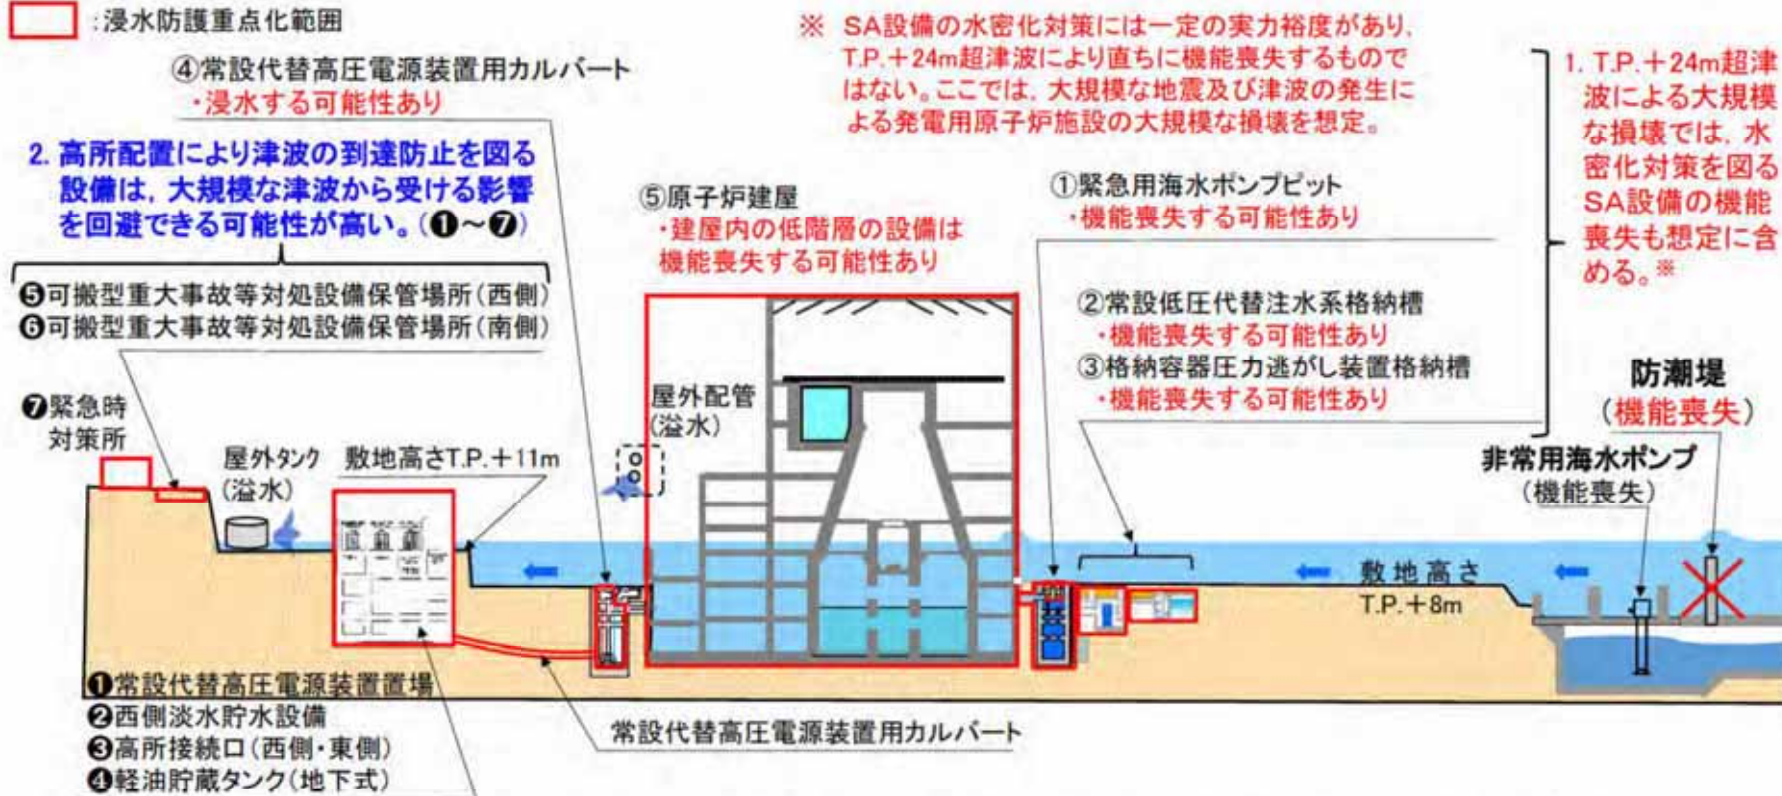 ：浸水防護重点化範囲
④常設代替高圧電源装置用カルバート
・浸水する可能性あり
2. 高所配置により津波の到達防止を図る
設備は，大規模な津波から受ける影響
を回避できる可能性が高い。（❶～❼）
❺可搬型重大事故等対処設備保管場所（西側）
❻可搬型重大事故等対処設備保管場所（南側）
❼緊急時
対策所
屋外タンク
（溢水）
敷地高さT.P.＋11m
※ SA設備の水密化対策には一定の実力裕度があり，
T.P.＋24m超津波により直ちに機能喪失するもので
はない。ここでは，大規模な地震及び津波の発生に
よる発電用原子炉施設の大規模な損壊を想定。
⑤原子炉建屋
・建屋内の低階層の設備は
機能喪失する可能性あり
屋外配管
（溢水）
①緊急用海水ポンプピット
・機能喪失する可能性あり
②常設低圧代替注水系格納槽
・機能喪失する可能性あり
③格納容器圧力逃がし装置格納槽
・機能喪失する可能性あり
1. T.P.＋24m超津
波による大規模
な損壊では，水
密化対策を図る
SA設備の機能
喪失も想定に含
める。※
防潮堤
（機能喪失）
非常用海水ポンプ
（機能喪失）
敷地高さ
T.P.＋8m
❶常設代替高圧電源装置置場
❷西側淡水貯水設備
❸高所接続口（西側・東側）
❹軽油貯蔵タンク（地下式）
常設代替高圧電源装置用カルバート